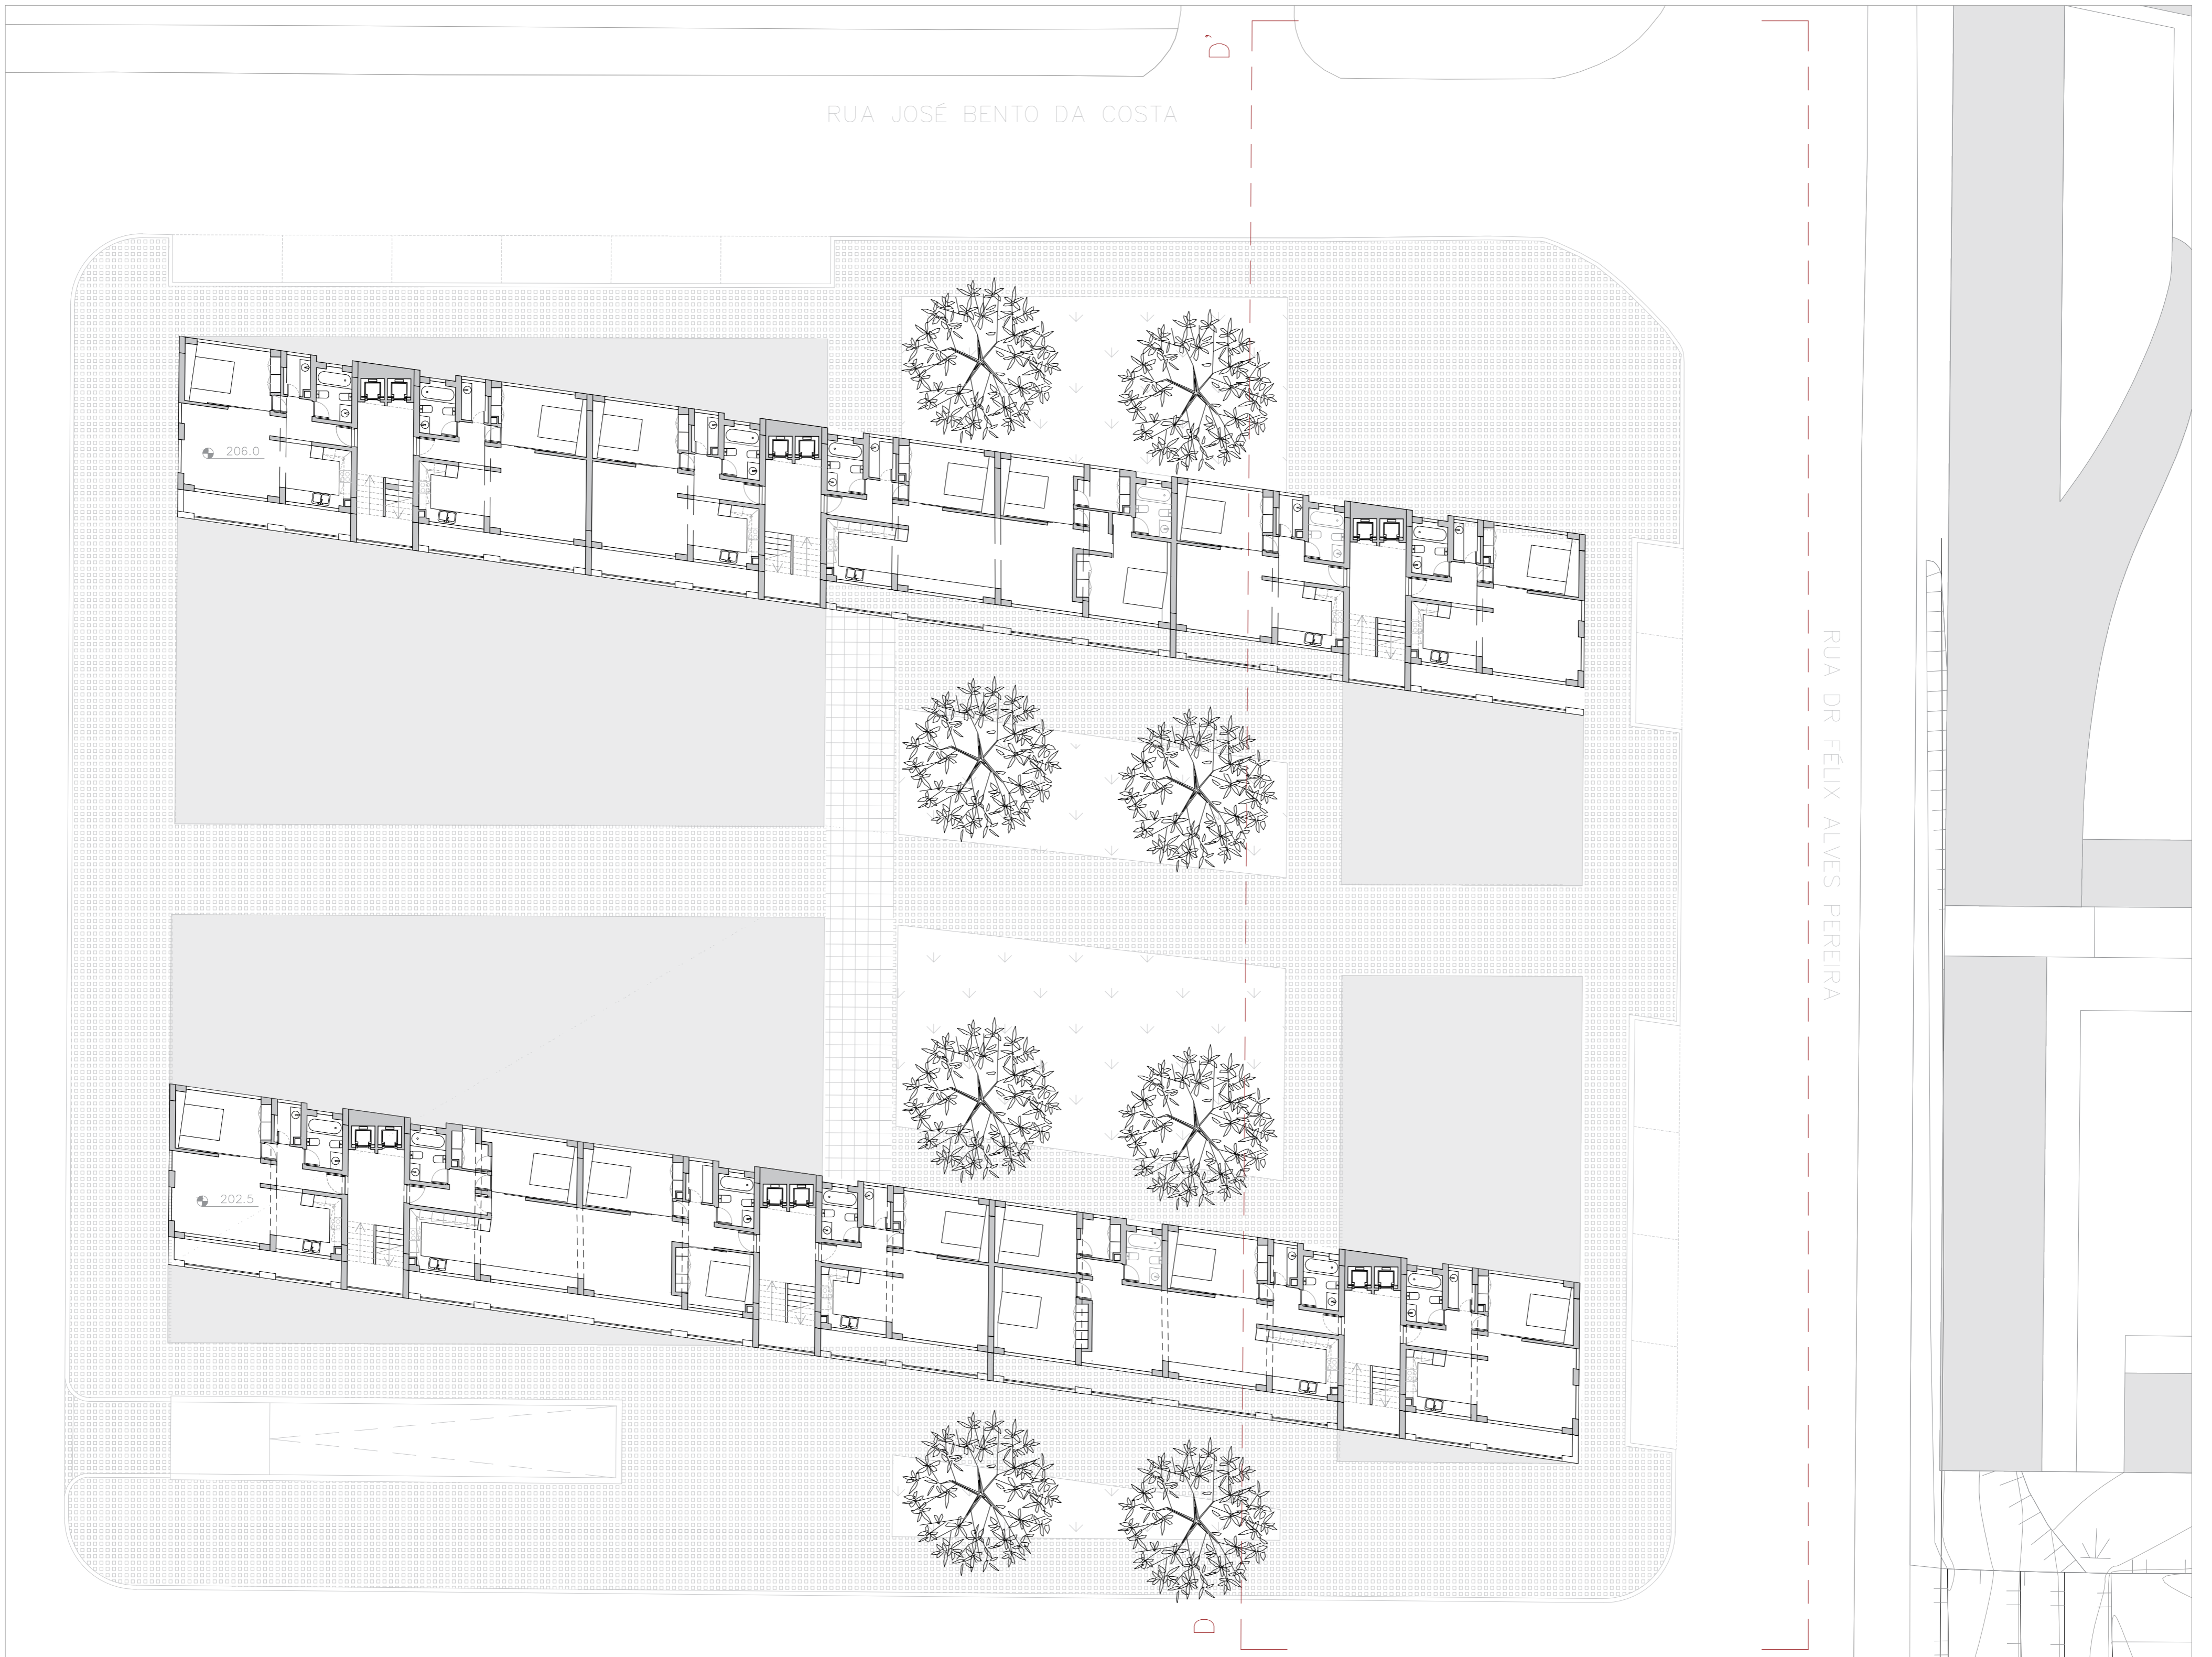 D'
RUA JOSÉ BENTO DA COSTA
206.0
RUA DR FÉLIX ALVES PEREIRA
202.5
D